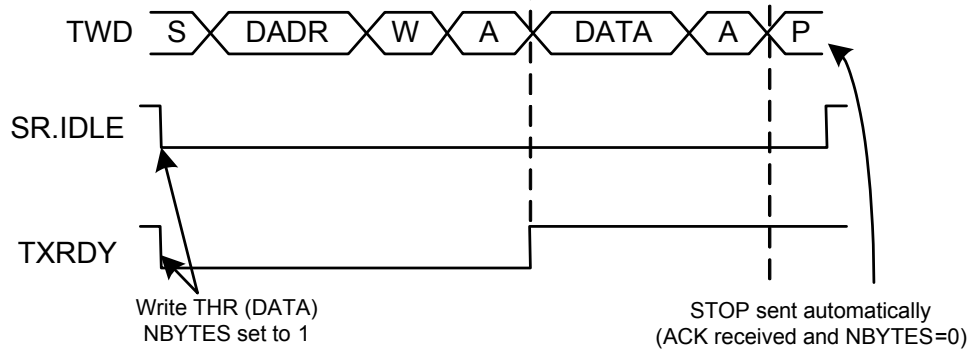 TWD S DADR W A DATA A P
SR.IDLE
TXRDY
Write THR (DATA)
NBYTES set to 1
STOP sent automatically
(ACK received and NBYTES=0)